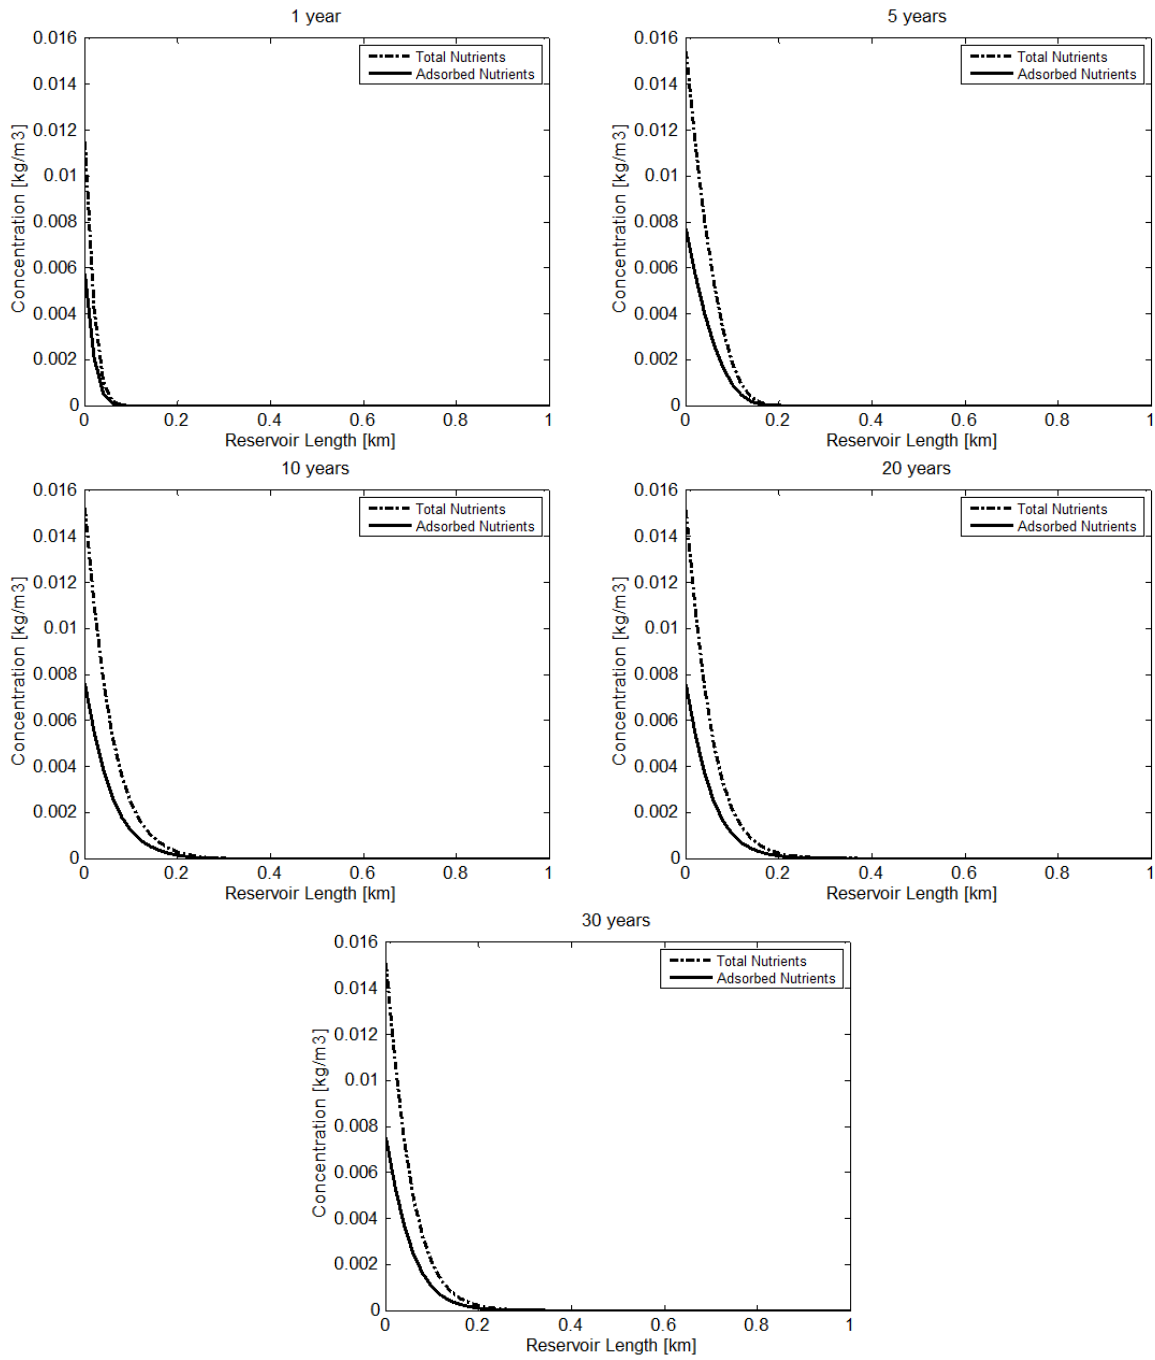 1 year
0.016
0.014
0.012
0.01
0.008
0.006
0.004
0.002
0
Concentration [kg/m3]
Total Nutrients
Adsorbed Nutrients
0 0.2 0.4 0.6 0.8 1
Reservoir Length [km]
5 years
0.016
0.014
0.012
0.01
0.008
0.006
0.004
0.002
0
Concentration [kg/m3]
Total Nutrients
Adsorbed Nutrients
0 0.2 0.4 0.6 0.8 1
Reservoir Length [km]
10 years
0.016
0.014
0.012
0.01
0.008
0.006
0.004
0.002
0
Concentration [kg/m3]
Total Nutrients
Adsorbed Nutrients
0 0.2 0.4 0.6 0.8 1
Reservoir Length [km]
20 years
0.016
0.014
0.012
0.01
0.008
0.006
0.004
0.002
0
Concentration [kg/m3]
Total Nutrients
Adsorbed Nutrients
0 0.2 0.4 0.6 0.8 1
Reservoir Length [km]
30 years
0.016
0.014
0.012
0.01
0.008
0.006
0.004
0.002
0
Concentration [kg/m3]
Total Nutrients
Adsorbed Nutrients
0 0.2 0.4 0.6 0.8 1
Reservoir Length [km]